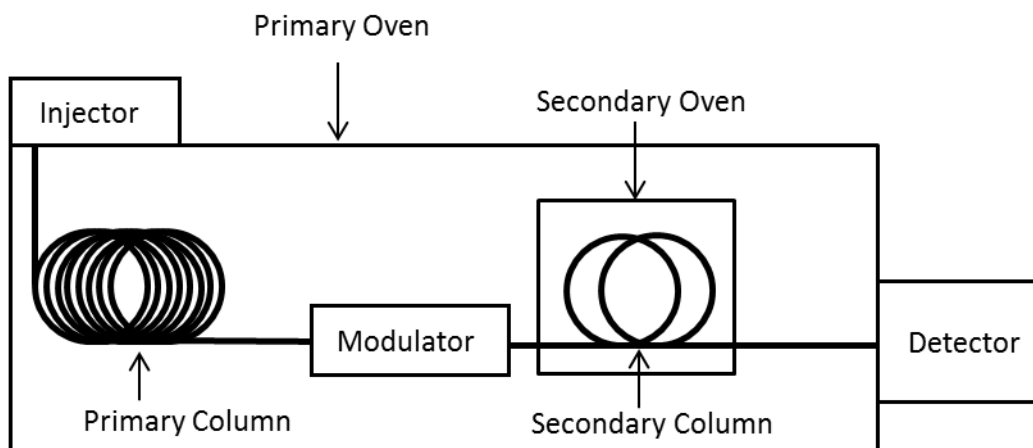 Primary Oven
Injector
Secondary Oven
Modulator
Detector
Primary Column
Secondary Column